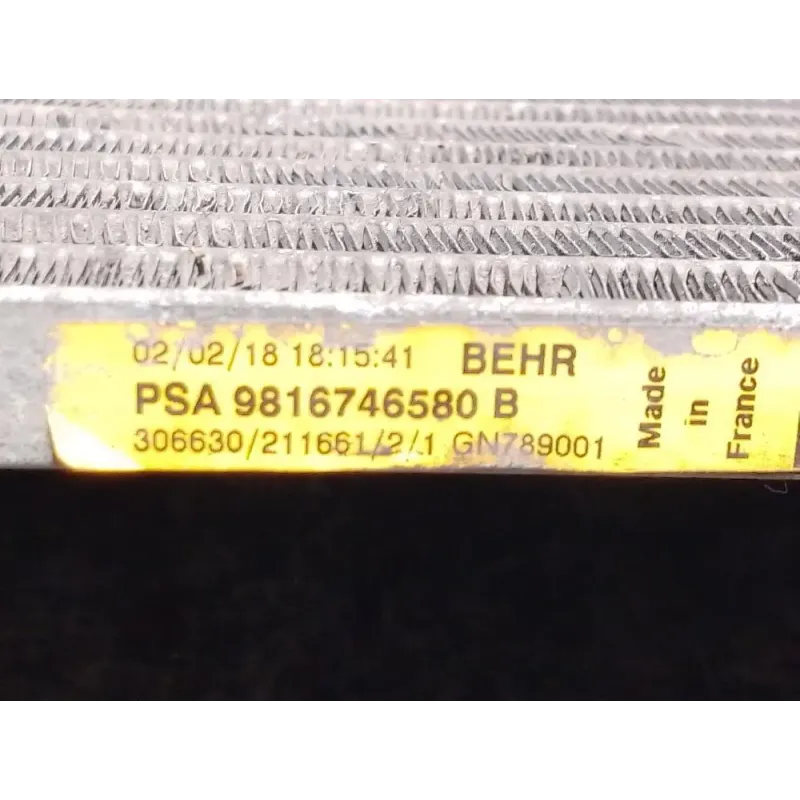 02/02/18 18:15:41 BEHR
PSA 9816746580 B
306630/211661/2/1 GN789001
Made
in
France